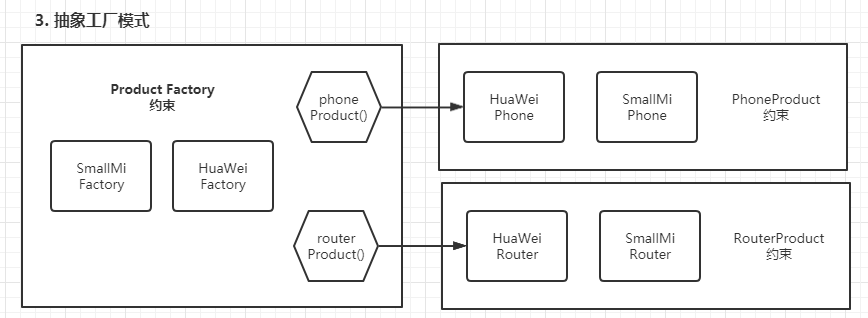 3. 抽象工厂模式
Product Factory
约束
SmallMi
Factory
HuaWei
Factory
phone
Product()
router
Product()
HuaWei
Phone
SmallMi
Phone
PhoneProduct
约束
HuaWei
Router
SmallMi
Router
RouterProduct
约束